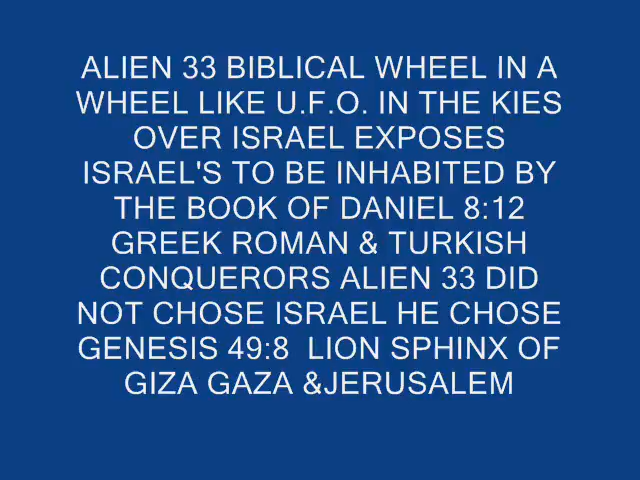 ALIEN 33 BIBLICAL WHEEL IN A
WHEEL LIKE U.F.O. IN THE KIES
OVER ISRAEL EXPOSES
ISRAEL'S TO BE INHABITED BY
THE BOOK OF DANIEL 8:12
GREEK ROMAN & TURKISH
CONQUERORS ALIEN 33 DID
NOT CHOSE ISRAEL HE CHOSE
GENESIS 49:8  LION SPHINX OF
GIZA GAZA &JERUSALEM